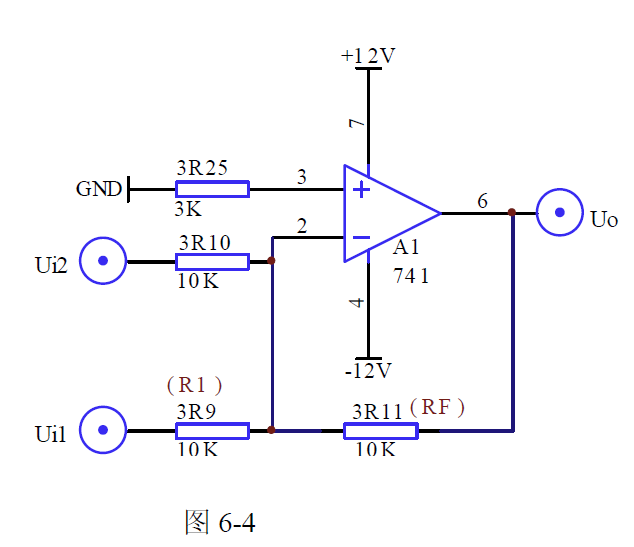 +12V
7
3R25
GND
3
3K
6
Uo
2
3R10
A1
Ui2
10K
741
4
-12V
(R1)
3R9
3R11 (RF)
Ui1
10K
10K
图 6-4